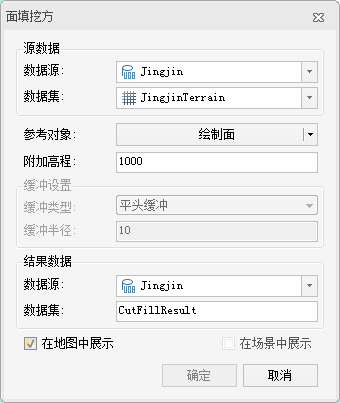 面填挖方
源数据
数据源: Jingjin
数据集: JingjinTerrain
参考对象: 绘制面
附加高程: 1000
缓冲设置
缓冲类型: 平头缓冲
缓冲半径: 10
结果数据
数据源: Jingjin
数据集: CutFillResult
在地图中展示 在场景中展示
确定 取消